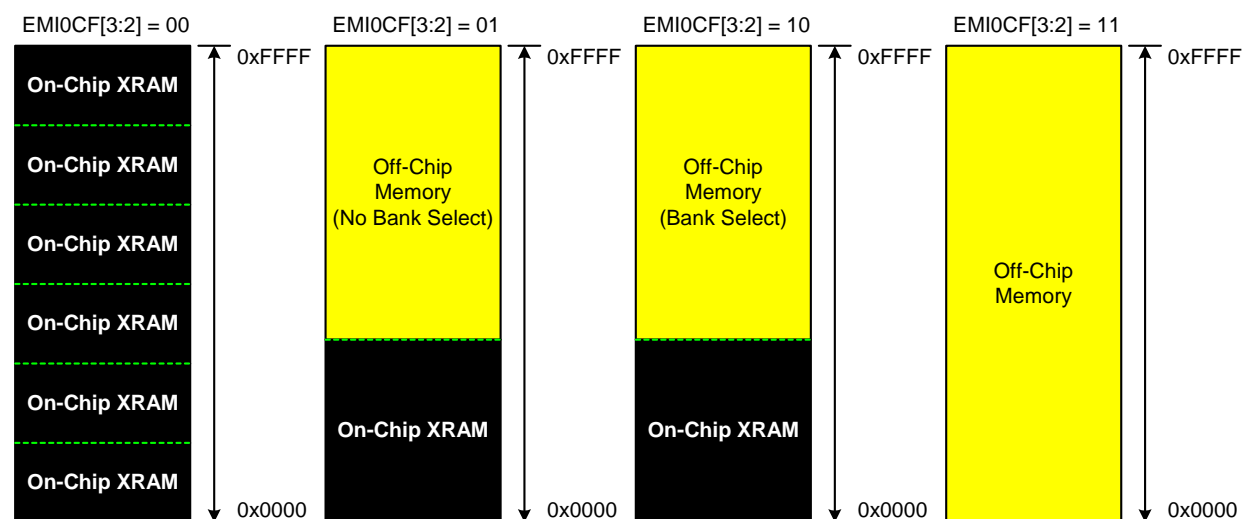 EMI0CF[3:2] = 00
On-Chip XRAM
On-Chip XRAM
On-Chip XRAM
On-Chip XRAM
On-Chip XRAM
On-Chip XRAM
0xFFFF
0x0000
EMI0CF[3:2] = 01
Off-Chip
Memory
(No Bank Select)
On-Chip XRAM
0xFFFF
0x0000
EMI0CF[3:2] = 10
Off-Chip
Memory
(Bank Select)
On-Chip XRAM
0xFFFF
0x0000
EMI0CF[3:2] = 11
Off-Chip
Memory
0xFFFF
0x0000